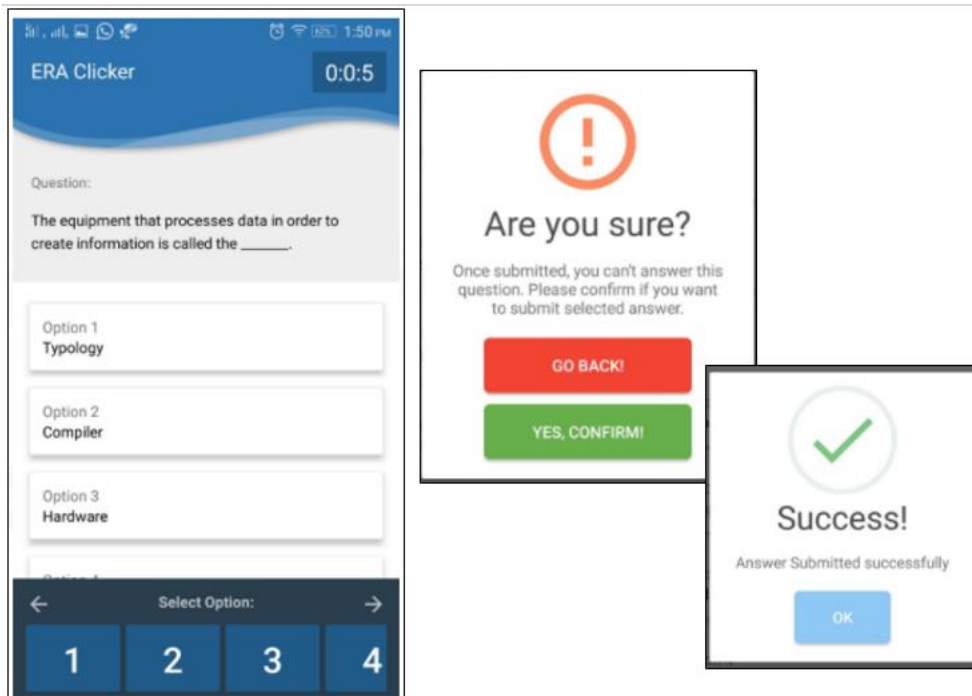 1:50 PM
ERA Clicker
0:0:5
Question:
The equipment that processes data in order to
create information is called the ______.
Option 1
Typology
Option 2
Compiler
Option 3
Hardware
Select Option:
1 2 3 4
Are you sure?
Once submitted, you can't answer this
question. Please confirm if you want
to submit selected answer.
GO BACK!
YES, CONFIRM!
Success!
Answer Submitted successfully
OK